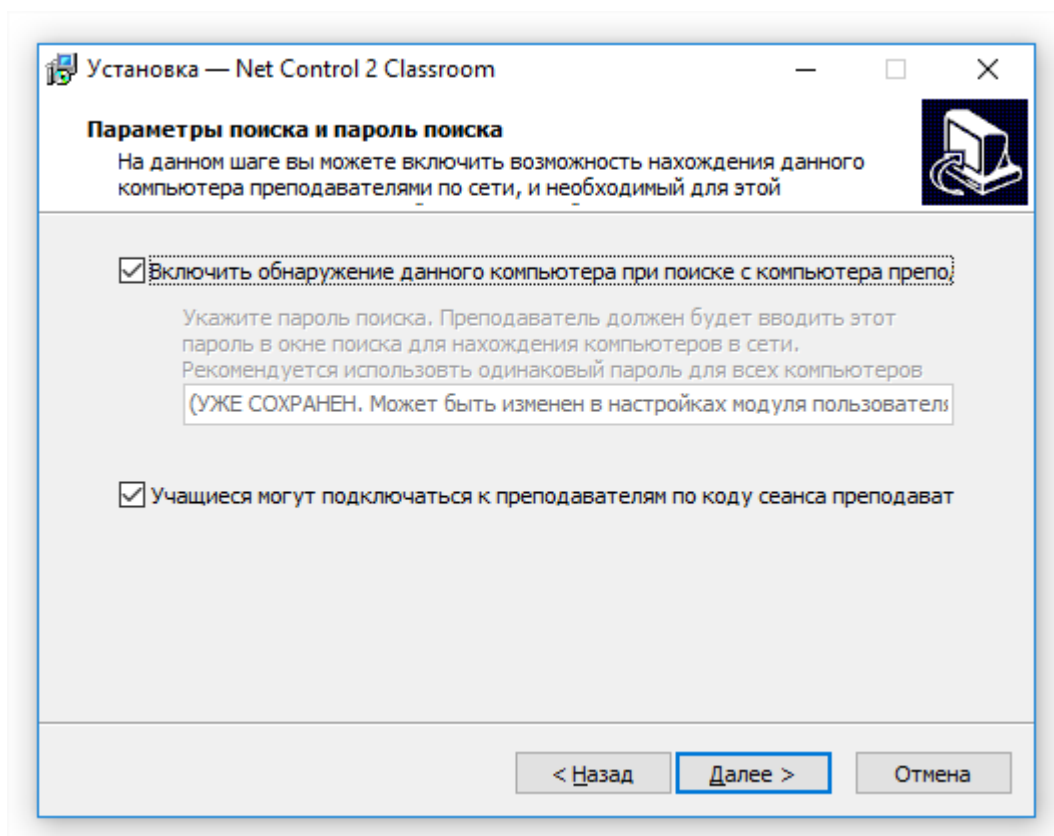 Установка — Net Control 2 Classroom
Параметры поиска и пароль поиска
На данном шаге вы можете включить возможность нахождения данного
компьютера преподавателями по сети, и необходимый для этой
Включить обнаружение данного компьютера при поиске с компьютера препод
Укажите пароль поиска. Преподаватель должен будет вводить этот
пароль в окне поиска для нахождения компьютеров в сети.
Рекомендуется использовть одинаковый пароль для всех компьютеров
(УЖЕ СОХРАНЕН. Может быть изменен в настройках модуля пользователя
Учащиеся могут подключаться к преподавателям по коду сеанса преподават
< Назад
Далее >
Отмена